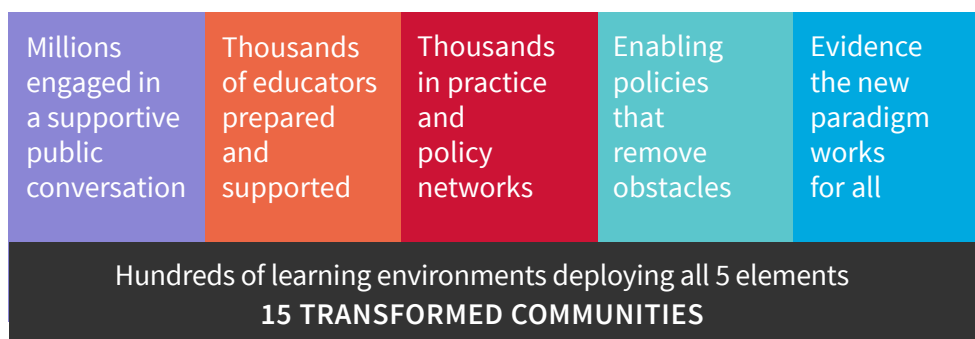 Millions
engaged in
a supportive
public
conversation
Thousands
of educators
prepared
and
supported
Thousands
in practice
and
policy
networks
Enabling
policies
that
remove
obstacles
Evidence
the new
paradigm
works
for all
Hundreds of learning environments deploying all 5 elements
15 TRANSFORMED COMMUNITIES